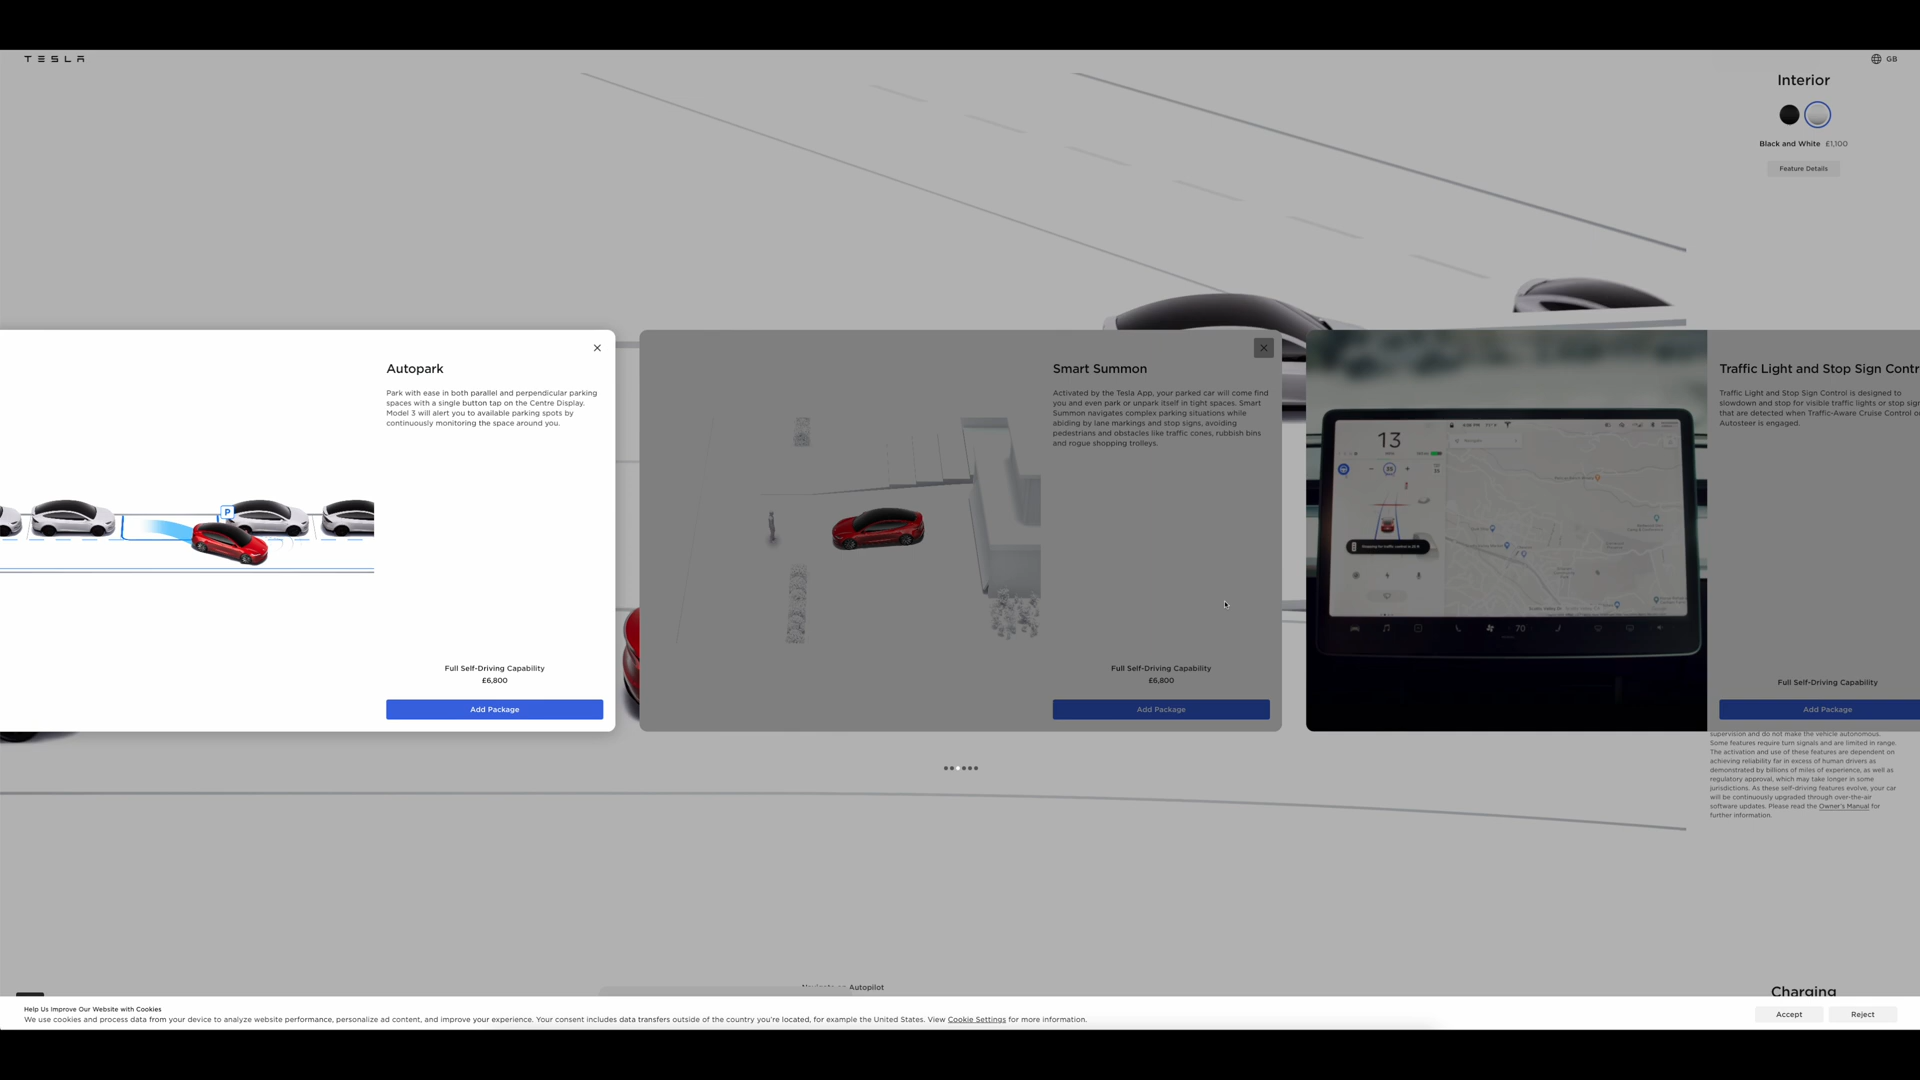 TESLA
GB
Interior
Black and White £1,100
Feature Details
Autopark
Park with ease in both parallel and perpendicular parking
spaces with a single button tap on the Centre Display.
Model 3 will alert you to available parking spots by
continuously monitoring the space around you.
P
Full Self-Driving Capability
£6,800
Add Package
Smart Summon
Activated by the Tesla App, your parked car will come find
you and even park or unpark itself in tight spaces. Smart
Summon navigates complex parking situations while
abiding by lane markings and stop signs, avoiding
pedestrians and obstacles like traffic cones, rubbish bins
and rogue shopping trolleys.
Full Self-Driving Capability
£6,800
Add Package
13
70
Traffic Light and Stop Sign Contr
Traffic Light and Stop Sign Control is designed to
slowdown and stop for visible traffic lights or stop sign
that are detected when Traffic-Aware Cruise Control o
Autosteer is engaged.
Full Self-Driving Capability
Add Package
supervision and do not make the vehicle autonomous.
Some features require turn signals and are limited in range.
The activation and use of these features are dependent on
achieving reliability far in excess of human drivers as
demonstrated by billions of miles of experience, as well as
regulatory approval, which may take longer in some
jurisdictions. As these self-driving features evolve, your car
will be continuously upgraded through over-the-air
software updates. Please read the Owner's Manual for
further information.
Navigate on Autopilot
Charging
Help Us Improve Our Website with Cookies
We use cookies and process data from your device to analyze website performance, personalize ad content, and improve your experience. Your consent includes data transfers outside of the country you're located, for example the United States. View Cookie Settings for more information.
Accept
Reject